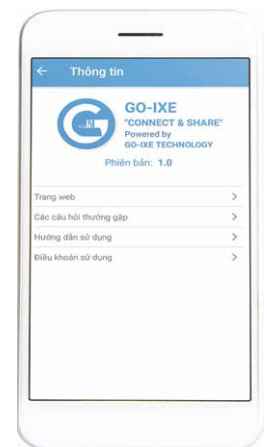 Thông tin
GO-IXE
"CONNECT & SHARE"
Powered by
GO-IXE TECHNOLOGY
Phiên bản: 1.0
Trang web
Các câu hỏi thường gặp
Hướng dẫn sử dụng
Điều khoản sử dụng